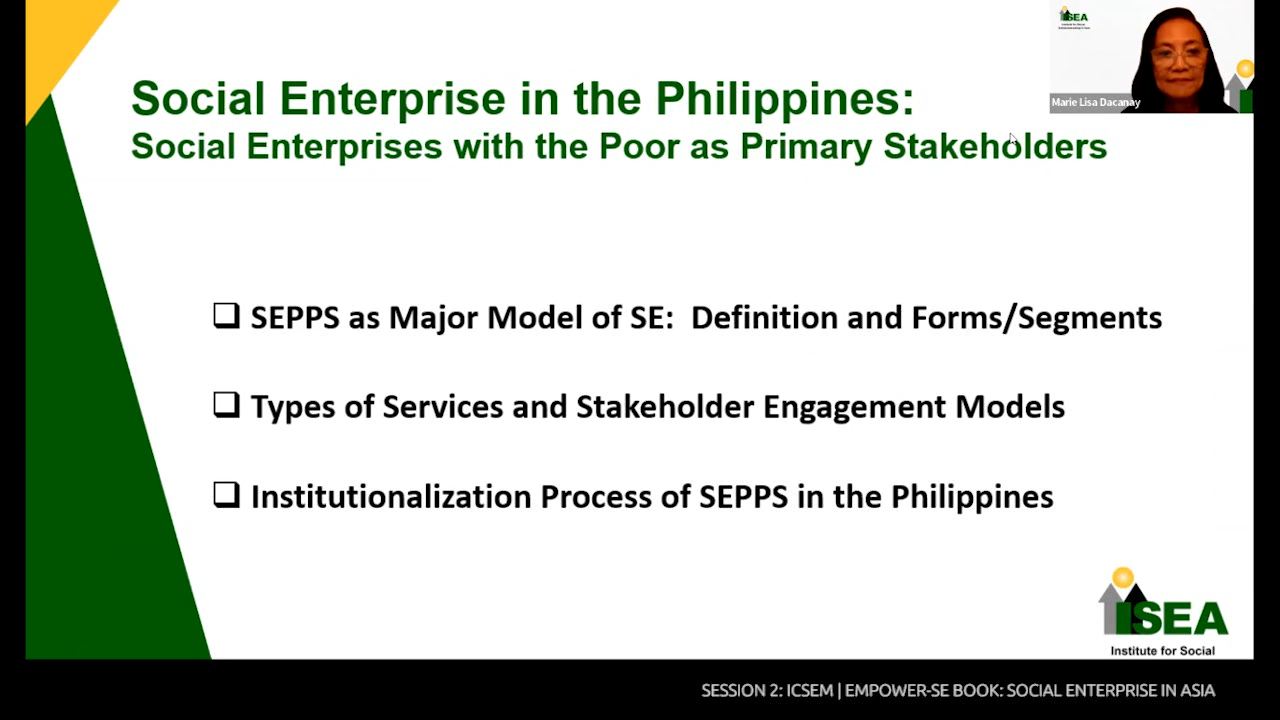 Social Enterprise in the Philippines:
Social Enterprises with the Poor as Primary Stakeholders
ISEA
Marie Lisa Dacanay
❑ SEPPS as Major Model of SE: Definition and Forms/Segments
❑ Types of Services and Stakeholder Engagement Models
❑ Institutionalization Process of SEPPS in the Philippines
ISEA
Institute for Social
SESSION 2: ICSEM | EMPOWER-SE BOOK: SOCIAL ENTERPRISE IN ASIA